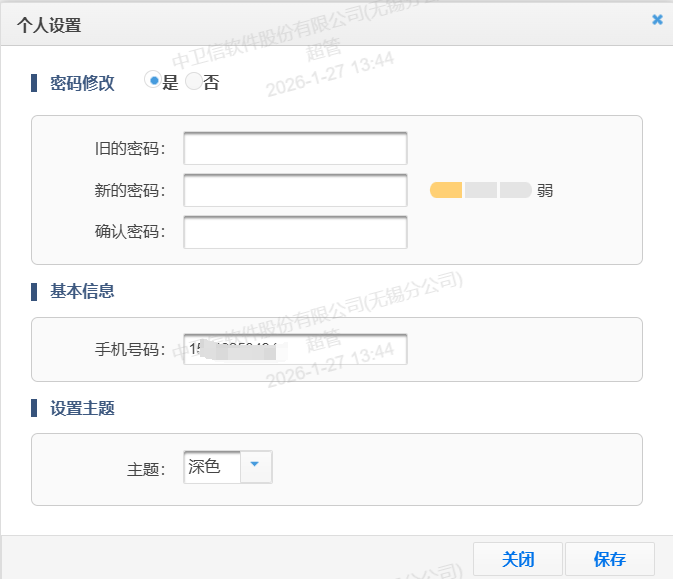 个人设置
密码修改 是 否
旧的密码：
新的密码： 弱
确认密码：
基本信息
手机号码：
设置主题
主题： 深色
关闭 保存
中卫信软件股份有限公司(无锡分公司)
超管
2026-1-27 13:44
中卫信软件股份有限公司(无锡分公司)
超管
2026-1-27 13:44